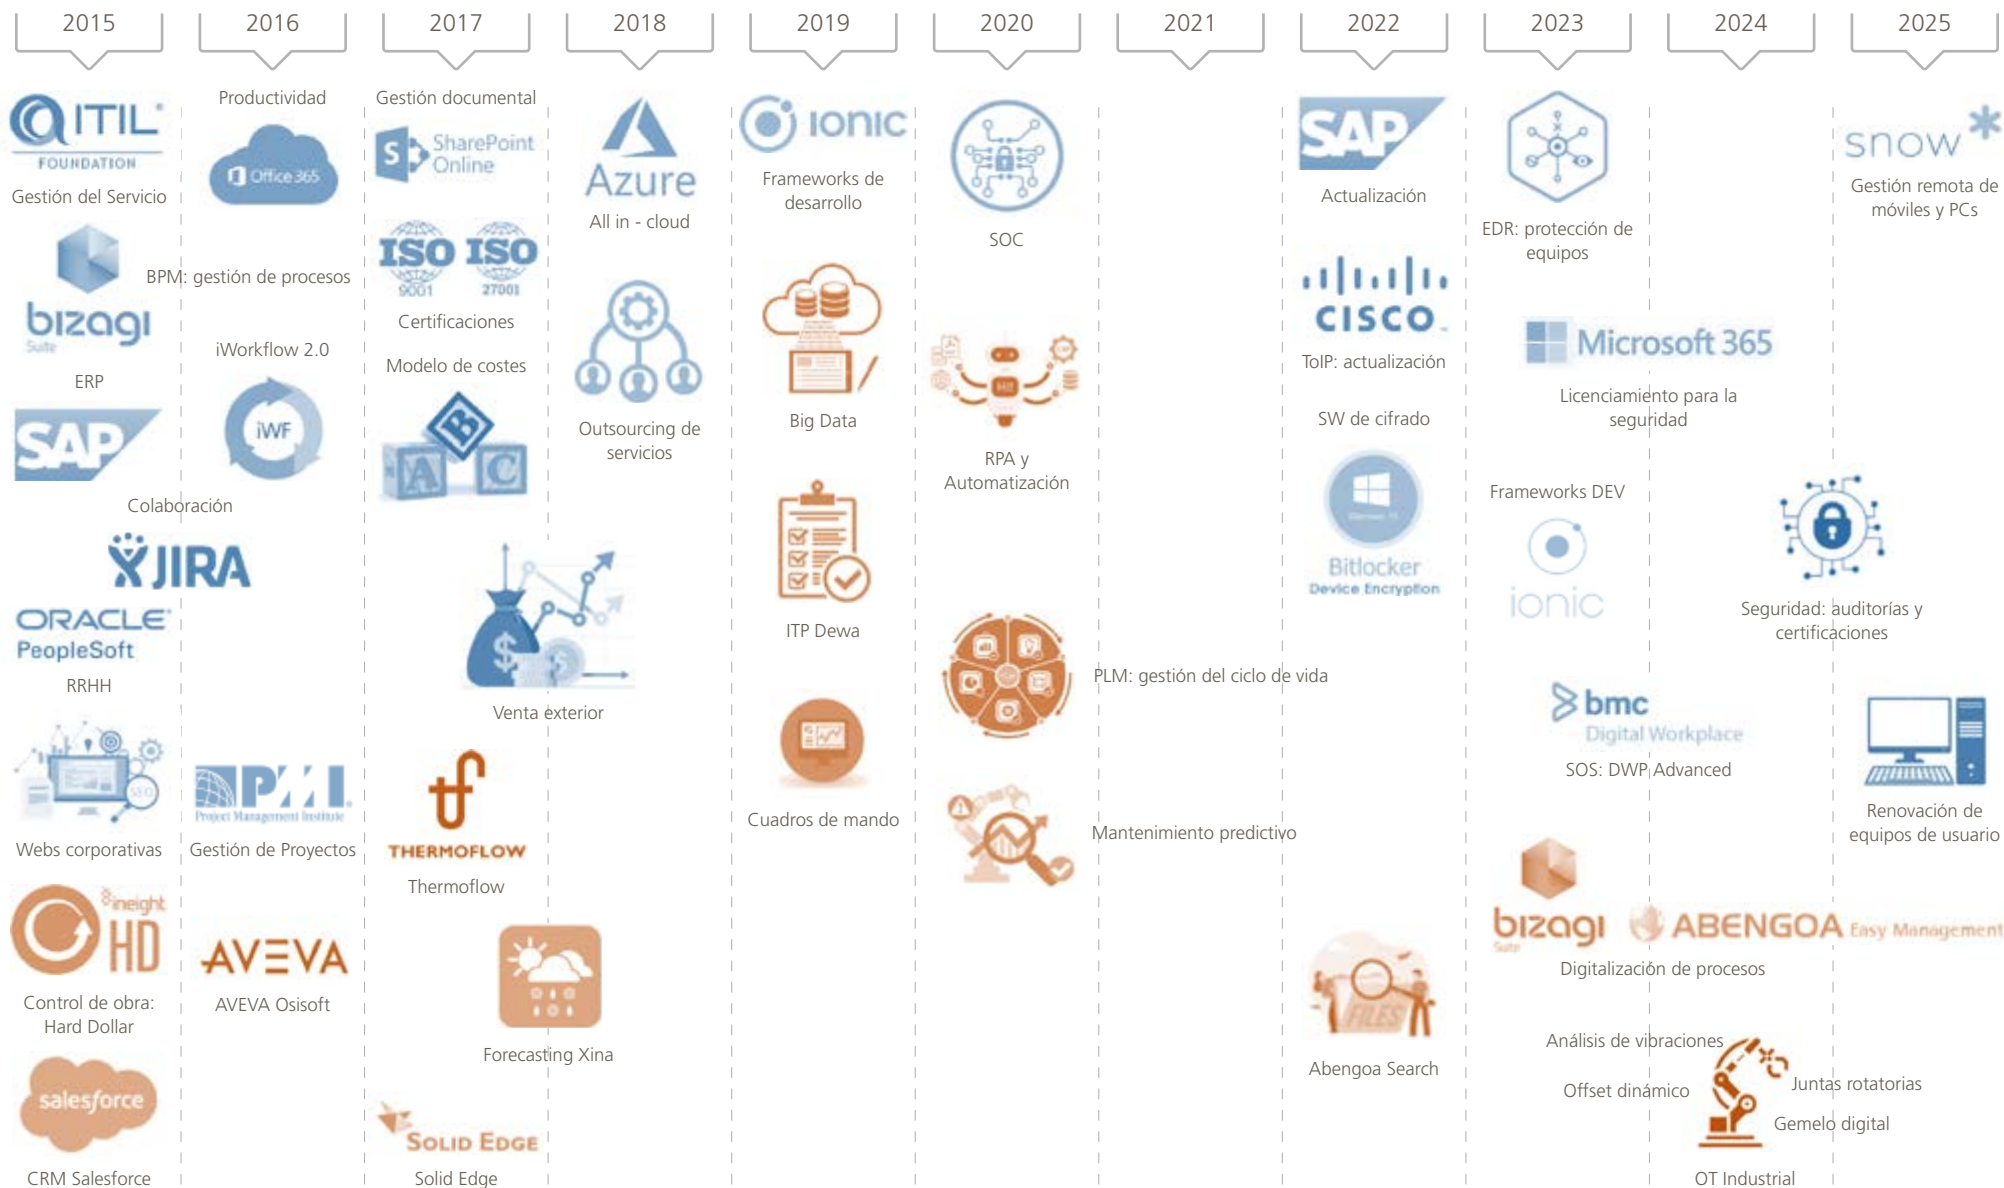 2015
2016
2017
2018
2019
2020
2021
2022
2023
2024
2025
ITIL®
FOUNDATION
Gestión del Servicio
bizagi
Suite
ERP
SAP
Colaboración
JIRA
ORACLE®
PeopleSoft
RRHH
SEO
Webs corporativas
ineight
HD
Control de obra:
Hard Dollar
salesforce
CRM Salesforce
Productividad
Office 365
BPM: gestión de procesos
iWorkflow 2.0
iWF
PMI
Project Management Institute
Gestión de Proyectos
AVEVA
AVEVA Osisoft
Gestión documental
S
SharePoint
Online
ISO
9001
ISO
27001
Certificaciones
Modelo de costes
A
B
C
$
$
Venta exterior
tf
THERMOFLOW
Thermoflow
Forecasting Xina
SOLID EDGE
Solid Edge
Azure
All in - cloud
Outsourcing de
servicios
ionic
Frameworks de
desarrollo
Big Data
ITP Dewa
Cuadros de mando
SOC
RPA y
Automatización
PLM: gestión del ciclo de vida
Mantenimiento predictivo
SAP
Actualización
CISCO
ToIP: actualización
SW de cifrado
Bitlocker
Device Encryption
FILES
Abengoa Search
EDR: protección de
equipos
Microsoft 365
Licenciamiento para la
seguridad
Frameworks DEV
ionic
bmc
Digital Workplace
SOS: DWP Advanced
bizagi
Suite
ABENGOA Easy Management
Digitalización de procesos
Análisis de vibraciones
Offset dinámico
Juntas rotatorias
Gemelo digital
OT Industrial
snow
Gestión remota de
móviles y PCs
Seguridad: auditorías y
certificaciones
Renovación de
equipos de usuario